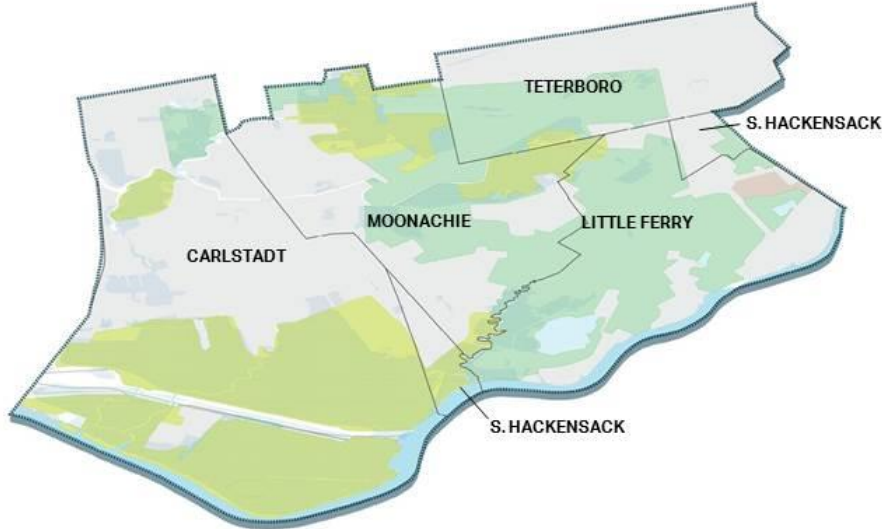 TETERBORO
S. HACKENSACK
MOONACHIE
LITTLE FERRY
CARLSTADT
S. HACKENSACK